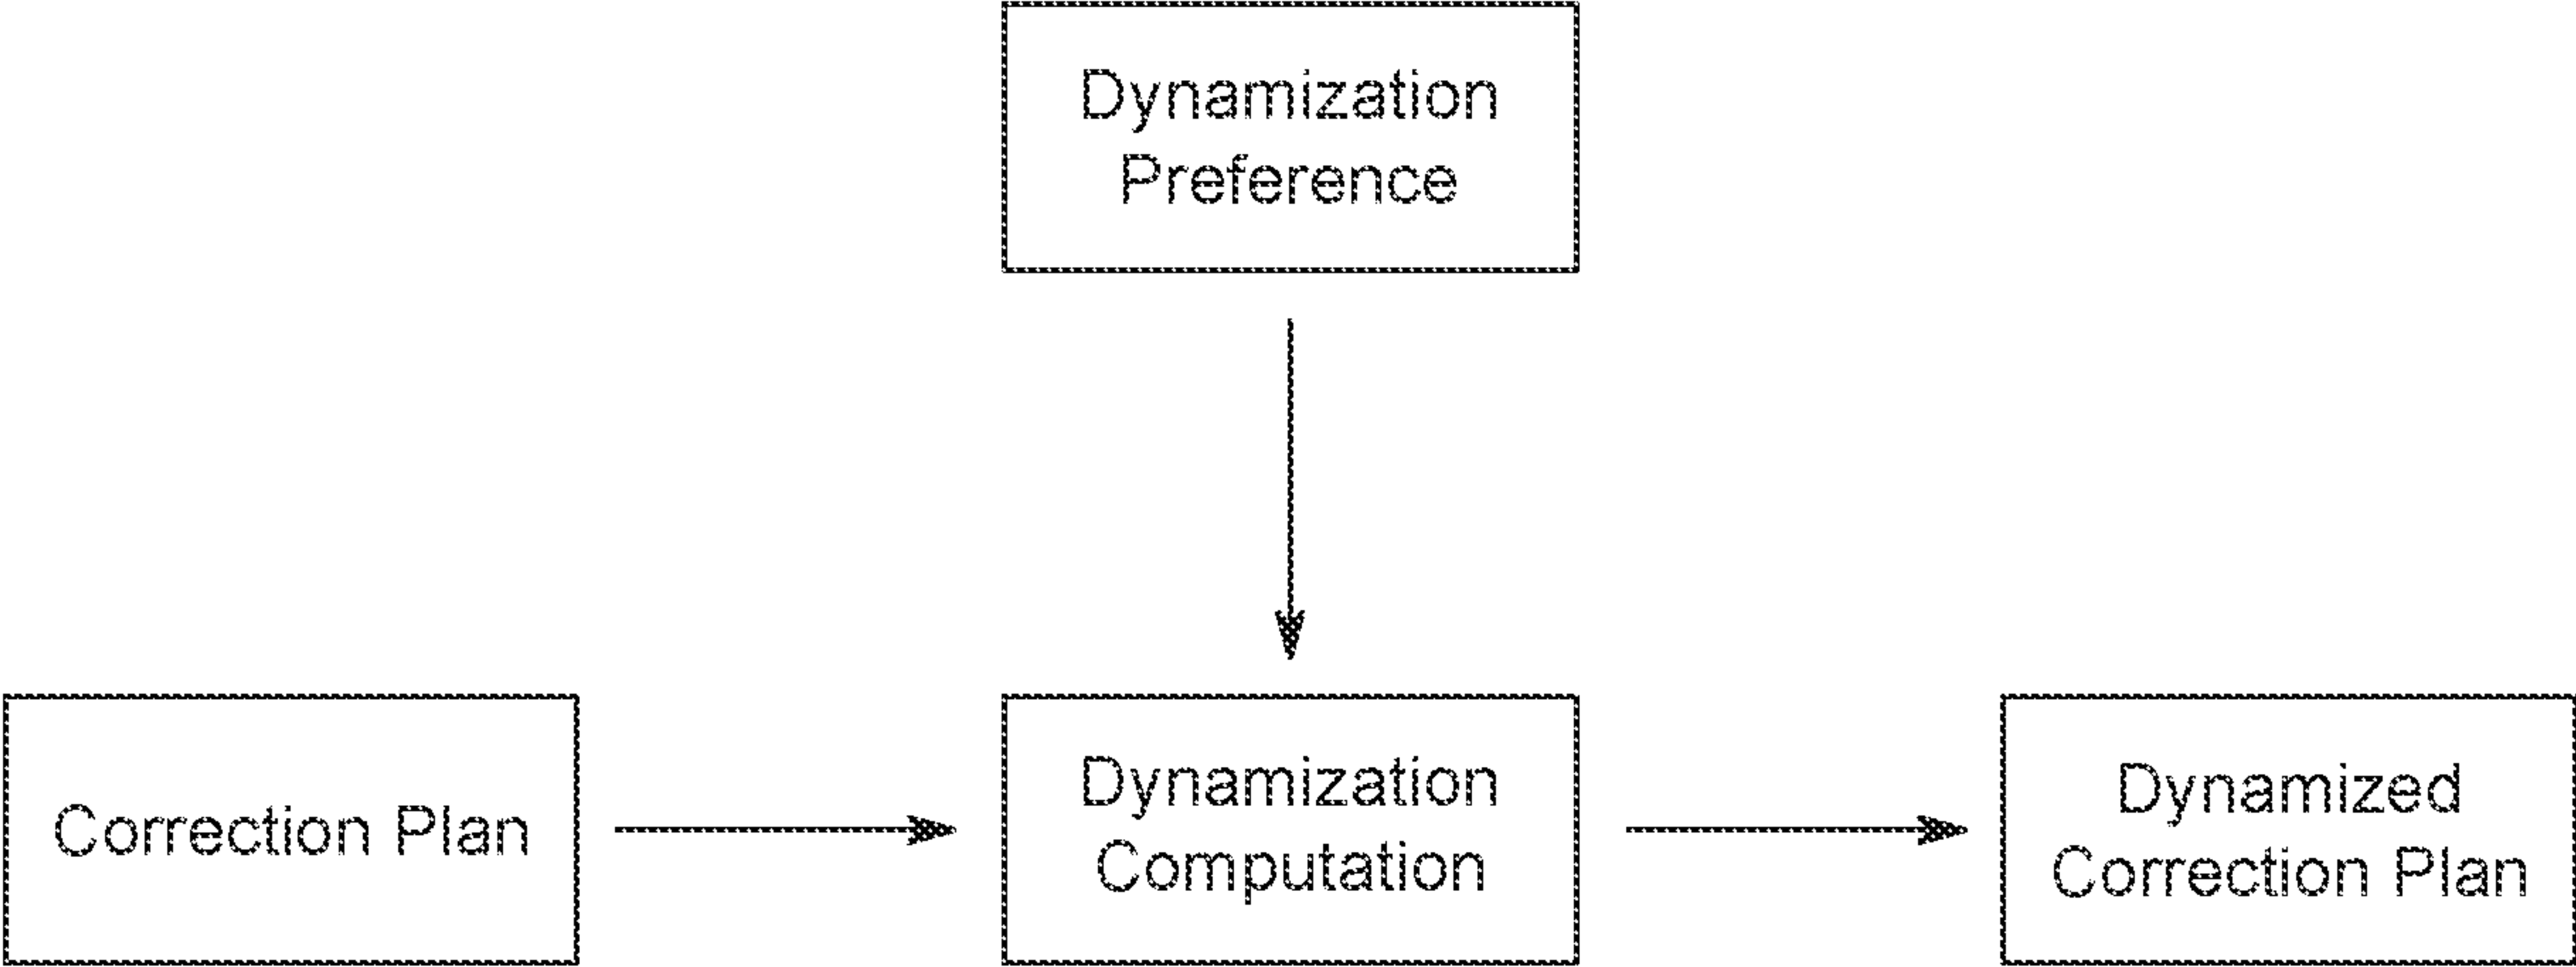 Dynamization
Preference
Correction Plan
Dynamization
Computation
Dynamized
Correction Plan